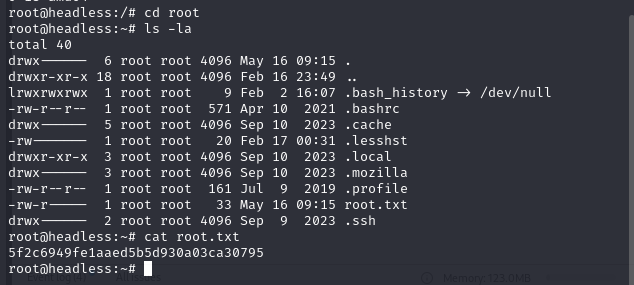 root@headless:/# cd root
root@headless:~# ls -la
total 40
drwx------  6 root root 4096 May 16 09:15 .
drwxr-xr-x 18 root root 4096 Feb 16 23:49 ..
lrwxrwxrwx  1 root root    9 Feb  2 16:07 .bash_history -> /dev/null
-rw-r--r--  1 root root  571 Apr 10  2021 .bashrc
drwx------  5 root root 4096 Sep 10  2023 .cache
-rw-------  1 root root   20 Feb 17 00:31 .lesshst
drwxr-xr-x  3 root root 4096 Sep 10  2023 .local
drwx------  3 root root 4096 Sep 10  2023 .mozilla
-rw-r--r--  1 root root  161 Jul  9  2019 .profile
-rw-r-----  1 root root   33 May 16 09:15 root.txt
drwx------  2 root root 4096 Sep  9  2023 .ssh
root@headless:~# cat root.txt
5f2c6949fe1aaed5b5d930a03ca30795
root@headless:~#
Memory: 123.0MB